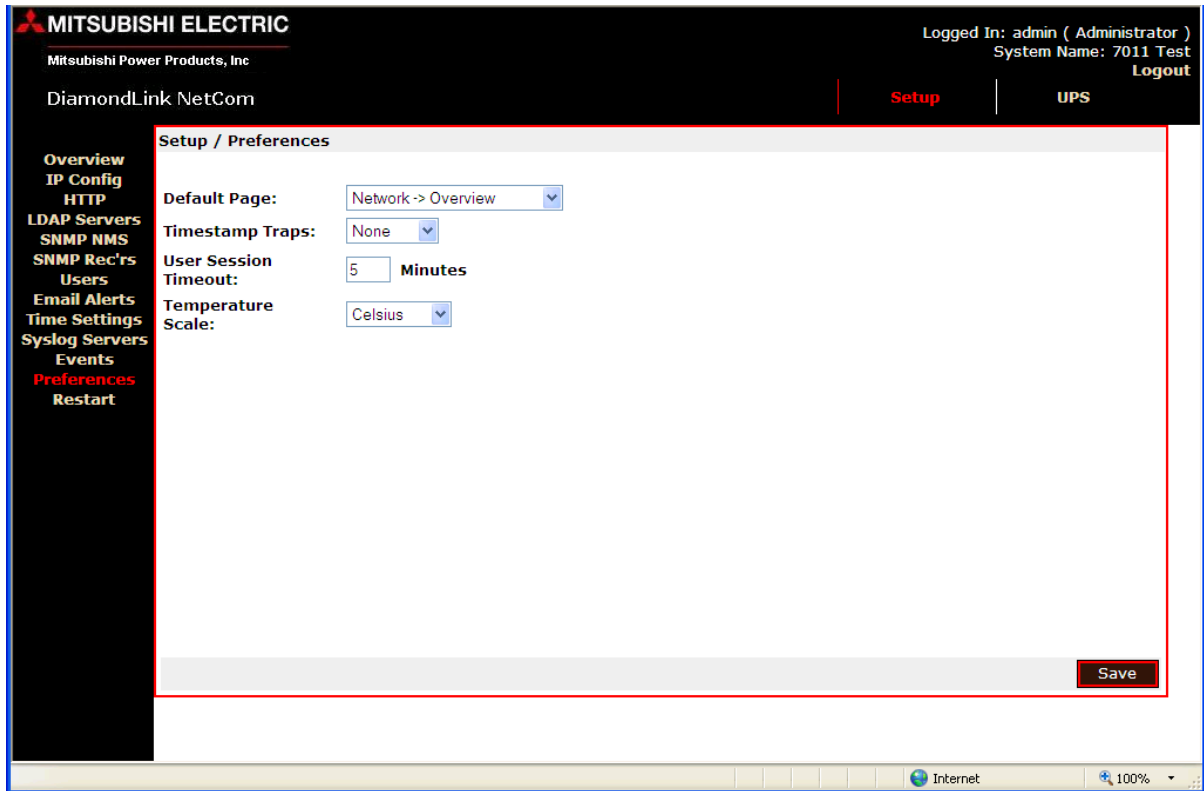 MITSUBISHI ELECTRIC
Mitsubishi Power Products, Inc
DiamondLink NetCom
Logged In: admin ( Administrator )
System Name: 7011 Test
Logout
Setup
UPS
Overview
IP Config
HTTP
LDAP Servers
SNMP NMS
SNMP Rec'rs
Users
Email Alerts
Time Settings
Syslog Servers
Events
Preferences
Restart
Setup / Preferences
Default Page: Network -> Overview
Timestamp Traps: None
User Session
Timeout: 5 Minutes
Temperature
Scale: Celsius
Save
Internet
100%